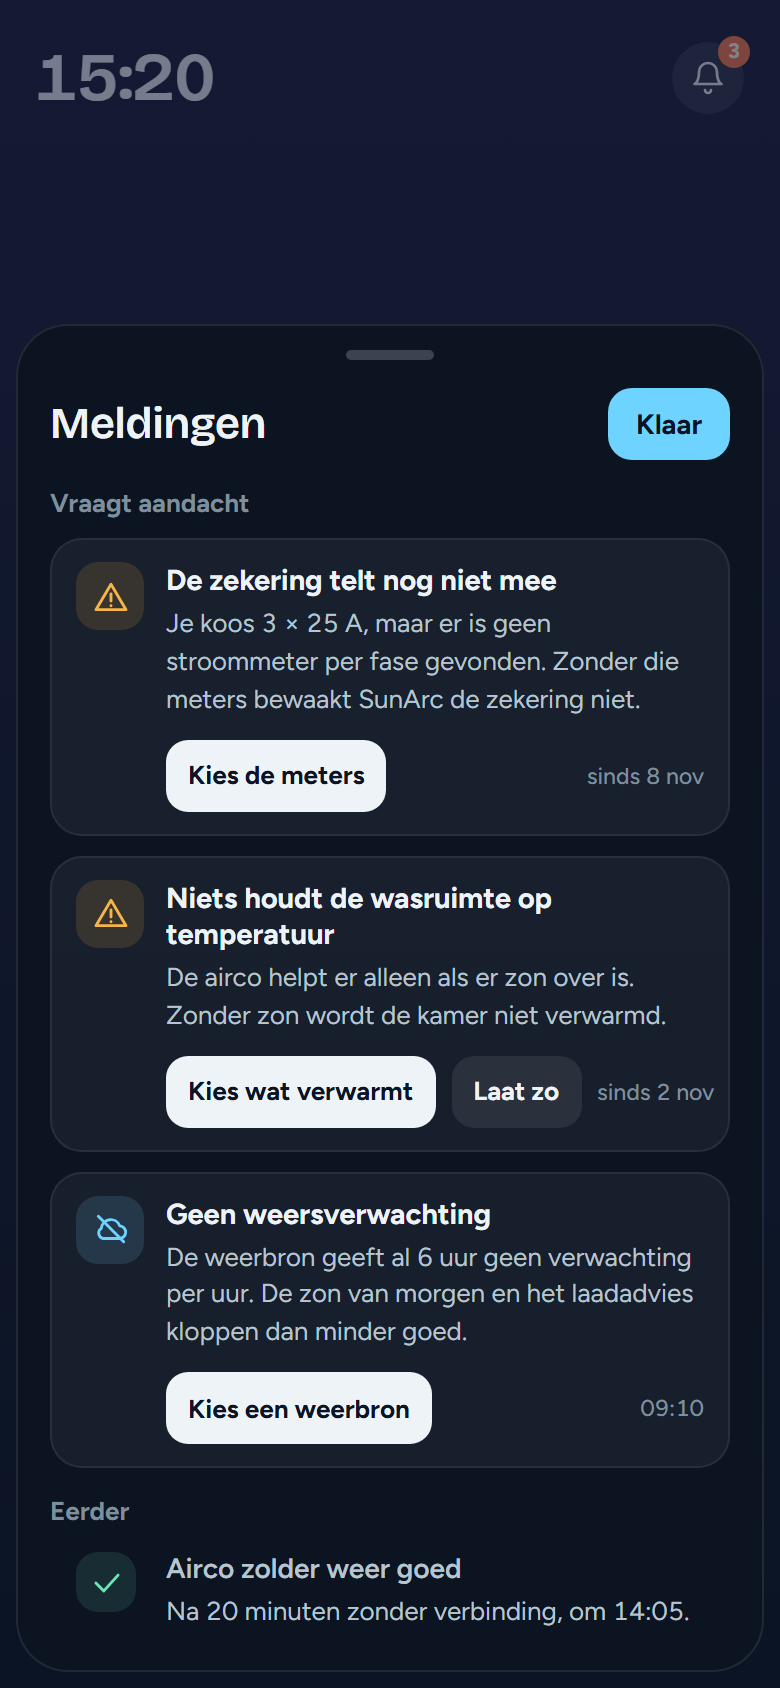 15:20
3
Meldingen
Klaar
Vraagt aandacht
De zekering telt nog niet mee
Je koos 3 × 25 A, maar er is geen
stroommeter per fase gevonden. Zonder die
meters bewaakt SunArc de zekering niet.
Kies de meters
sinds 8 nov
Niets houdt de wasruimte op
temperatuur
De airco helpt er alleen als er zon over is.
Zonder zon wordt de kamer niet verwarmd.
Kies wat verwarmt
Laat zo
sinds 2 nov
Geen weersverwachting
De weerbron geeft al 6 uur geen verwachting
per uur. De zon van morgen en het laadadvies
kloppen dan minder goed.
Kies een weerbron
09:10
Eerder
Airco zolder weer goed
Na 20 minuten zonder verbinding, om 14:05.